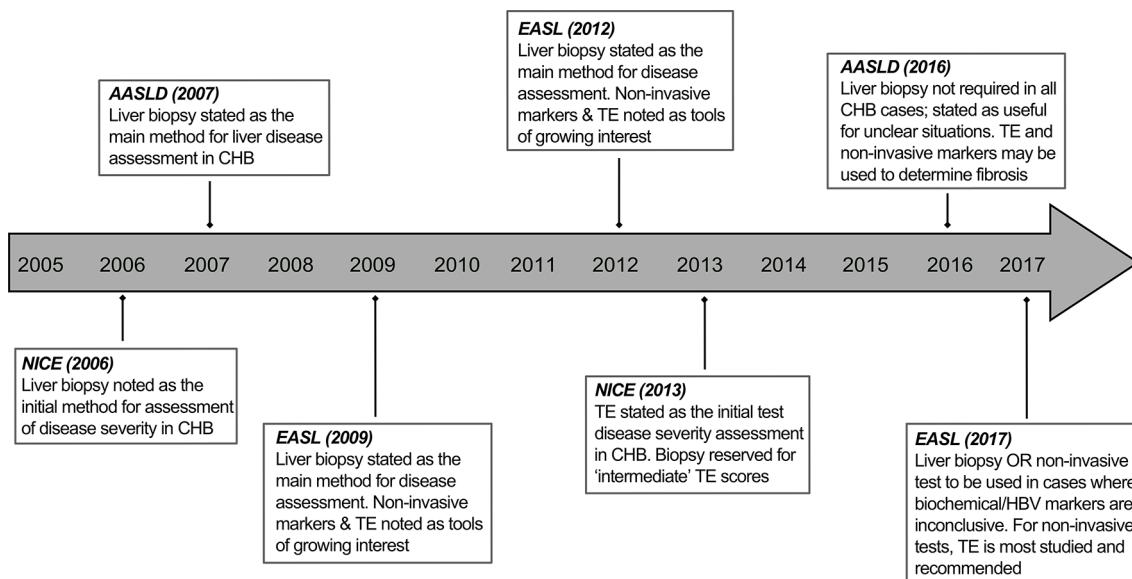 EASL (2012)
Liver biopsy stated as the
main method for disease
assessment. Non-invasive
markers & TE noted as tools
of growing interest
AASLD (2016)
Liver biopsy not required in all
CHB cases; stated as useful
for unclear situations. TE and
non-invasive markers may be
used to determine fibrosis
AASLD (2007)
Liver biopsy stated as the
main method for liver disease
assessment in CHB
2005 2006 2007 2008 2009 2010 2011 2012 2013 2014 2015 2016 2017
NICE (2006)
Liver biopsy noted as the
initial method for assessment
of disease severity in CHB
EASL (2009)
Liver biopsy stated as the
main method for disease
assessment. Non-invasive
markers & TE noted as tools
of growing interest
NICE (2013)
TE stated as the initial test
disease severity assessment
in CHB. Biopsy reserved for
‘intermediate’ TE scores
EASL (2017)
Liver biopsy OR non-invasive
test to be used in cases where
biochemical/HBV markers are
inconclusive. For non-invasive
tests, TE is most studied and
recommended